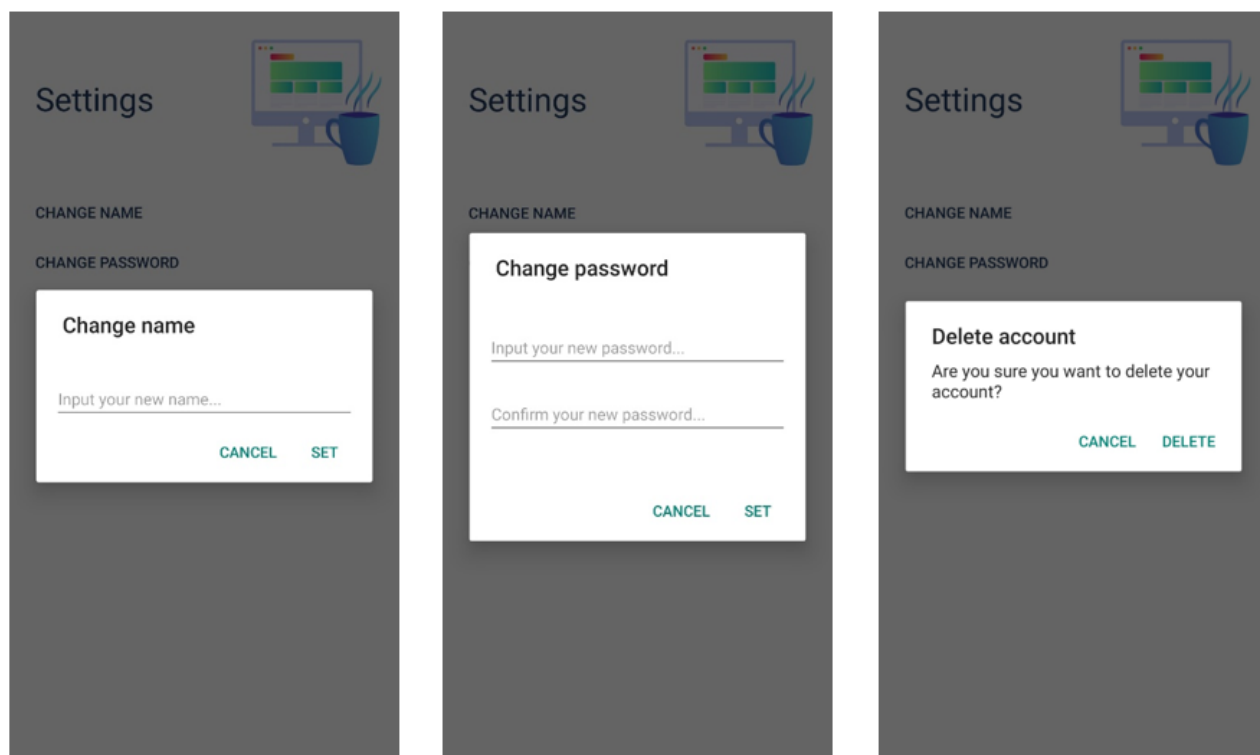 Settings
CHANGE NAME
CHANGE PASSWORD
Change name
Input your new name...
CANCEL SET
Settings
CHANGE NAME
Change password
Input your new password...
Confirm your new password...
CANCEL SET
Settings
CHANGE NAME
CHANGE PASSWORD
Delete account
Are you sure you want to delete your
account?
CANCEL DELETE